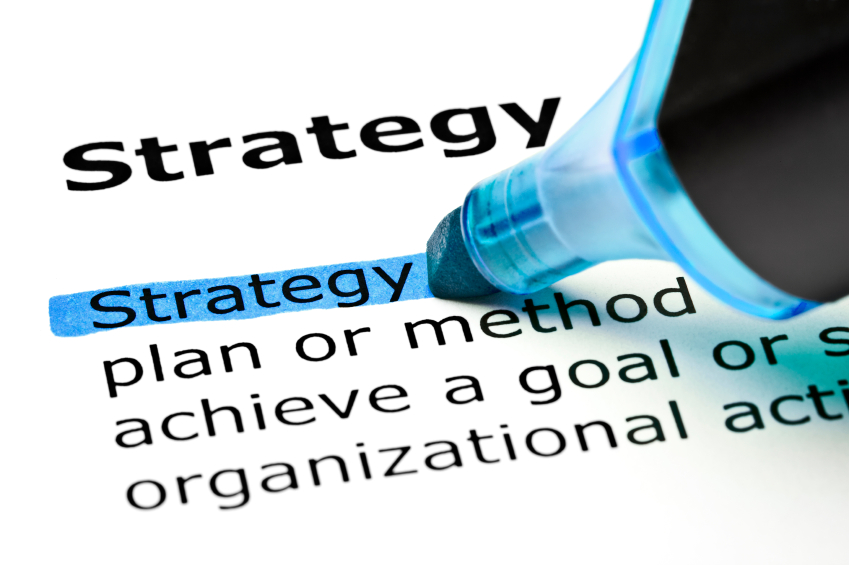 Strategy
Strategy
plan or method
achieve a goal or
organizational